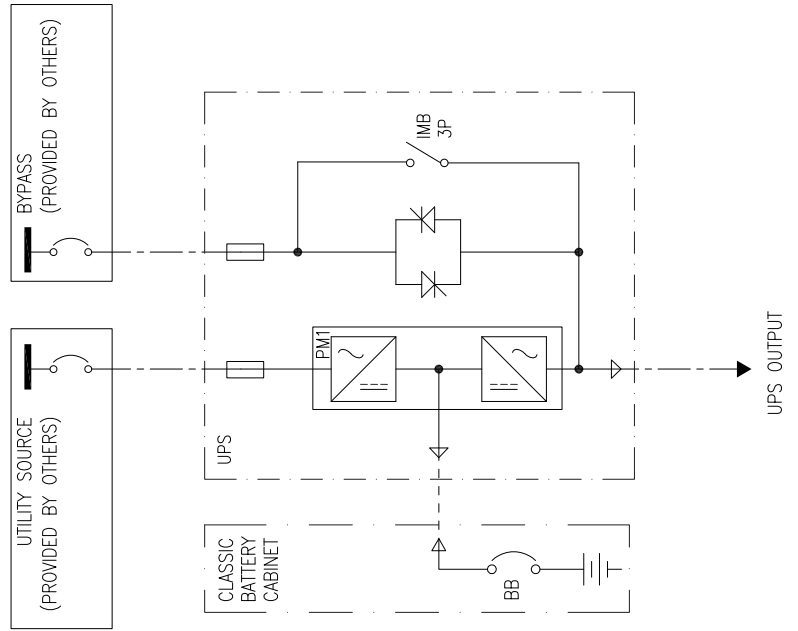 UTILITY SOURCE
(PROVIDED BY OTHERS)
BYPASS
(PROVIDED BY OTHERS)
UPS
PM1
IMB
3P
CLASSIC
BATTERY
CABINET
BB
UPS OUTPUT